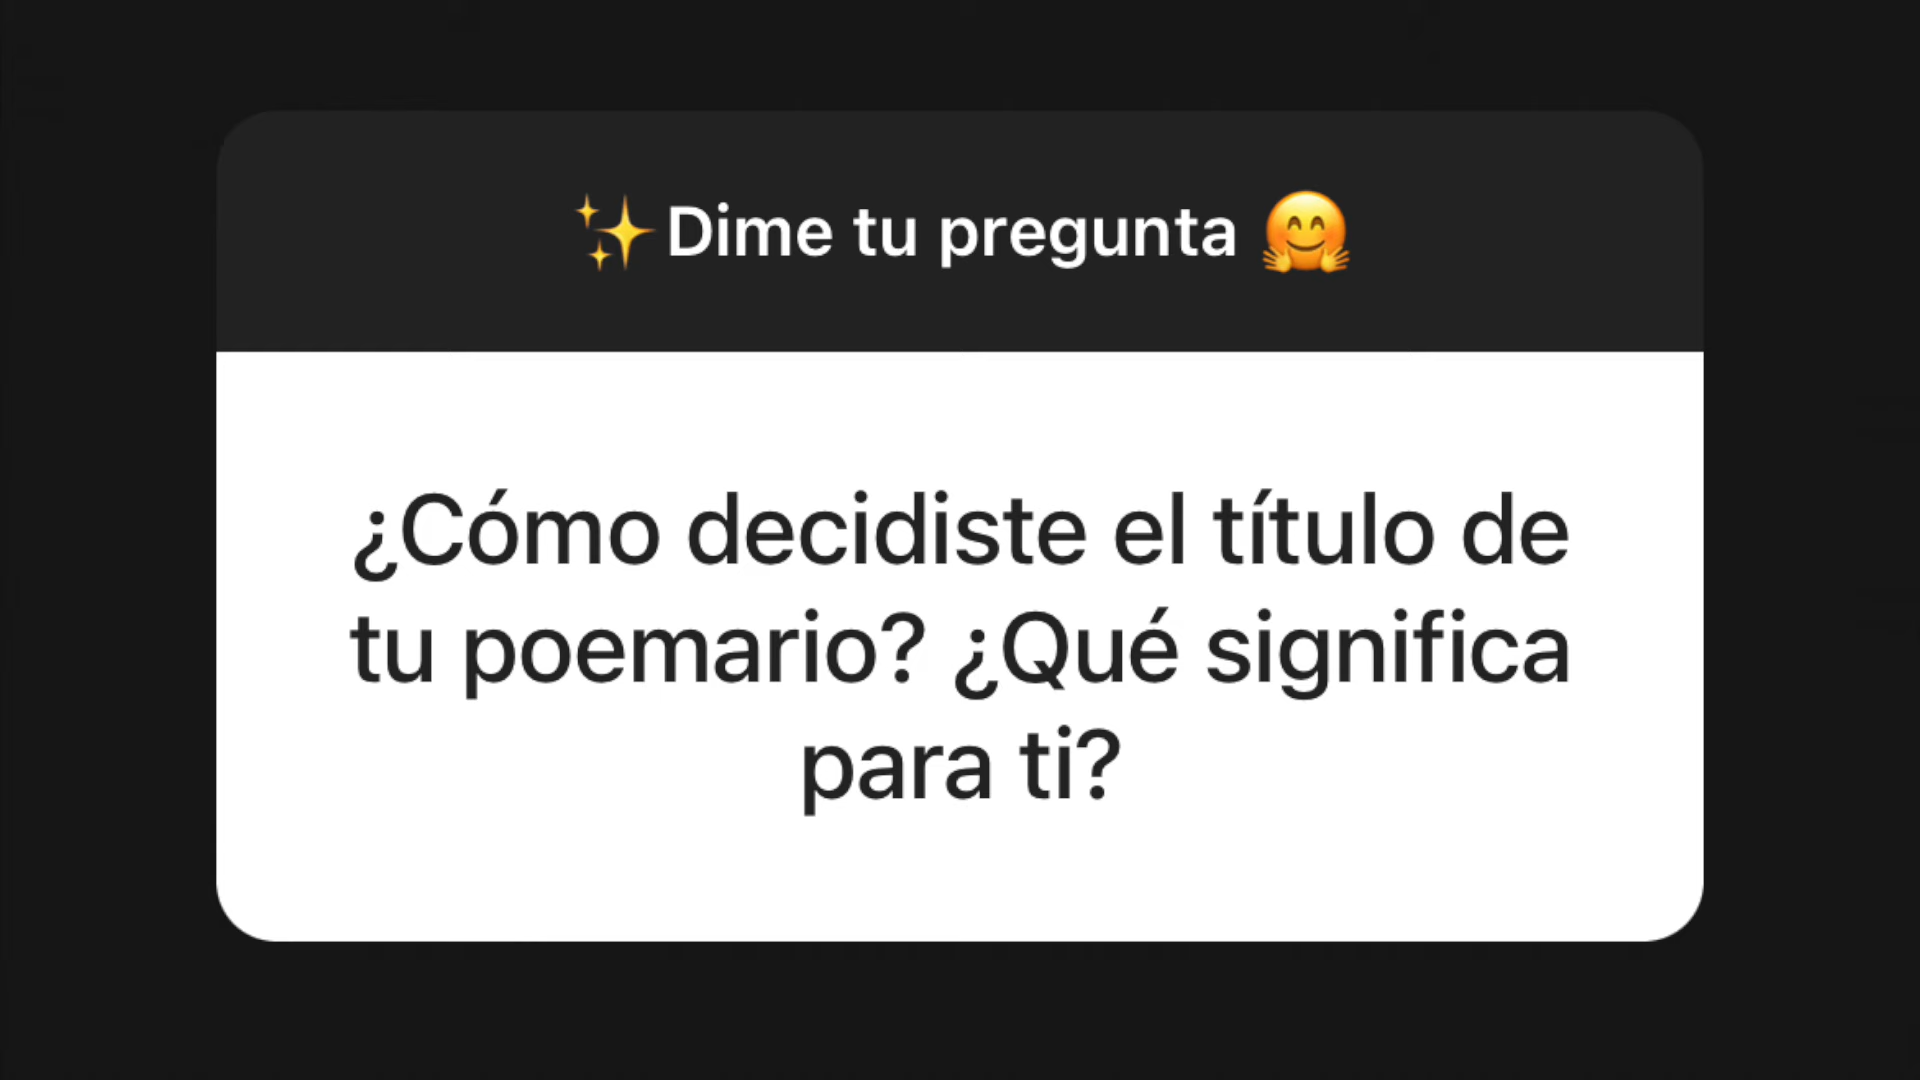 ✨Dime tu pregunta 🤗
¿Cómo decidiste el título de
tu poemario? ¿Qué significa
para ti?